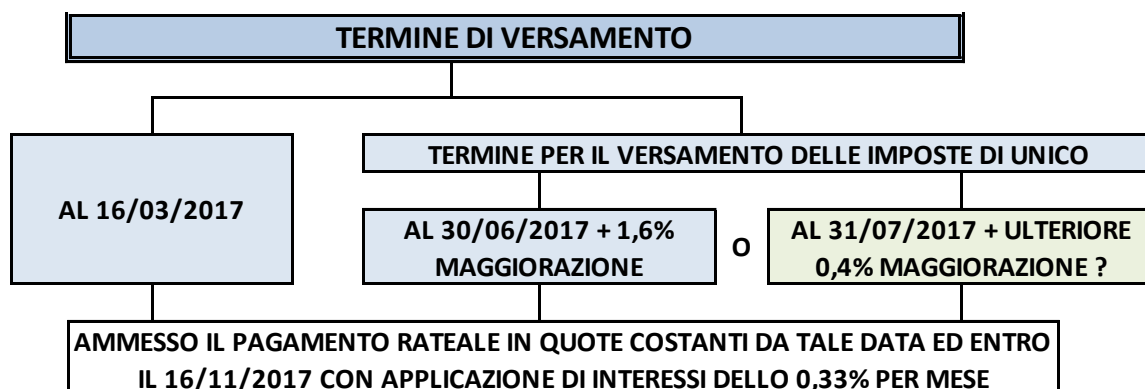 TERMINE DI VERSAMENTO
AL 16/03/2017
TERMINE PER IL VERSAMENTO DELLE IMPOSTE DI UNICO
AL 30/06/2017 + 1,6%
MAGGIORAZIONE
O
AL 31/07/2017 + ULTERIORE
0,4% MAGGIORAZIONE ?
AMMESSO IL PAGAMENTO RATEALE IN QUOTE COSTANTI DA TALE DATA ED ENTRO
IL 16/11/2017 CON APPLICAZIONE DI INTERESSI DELLO 0,33% PER MESE